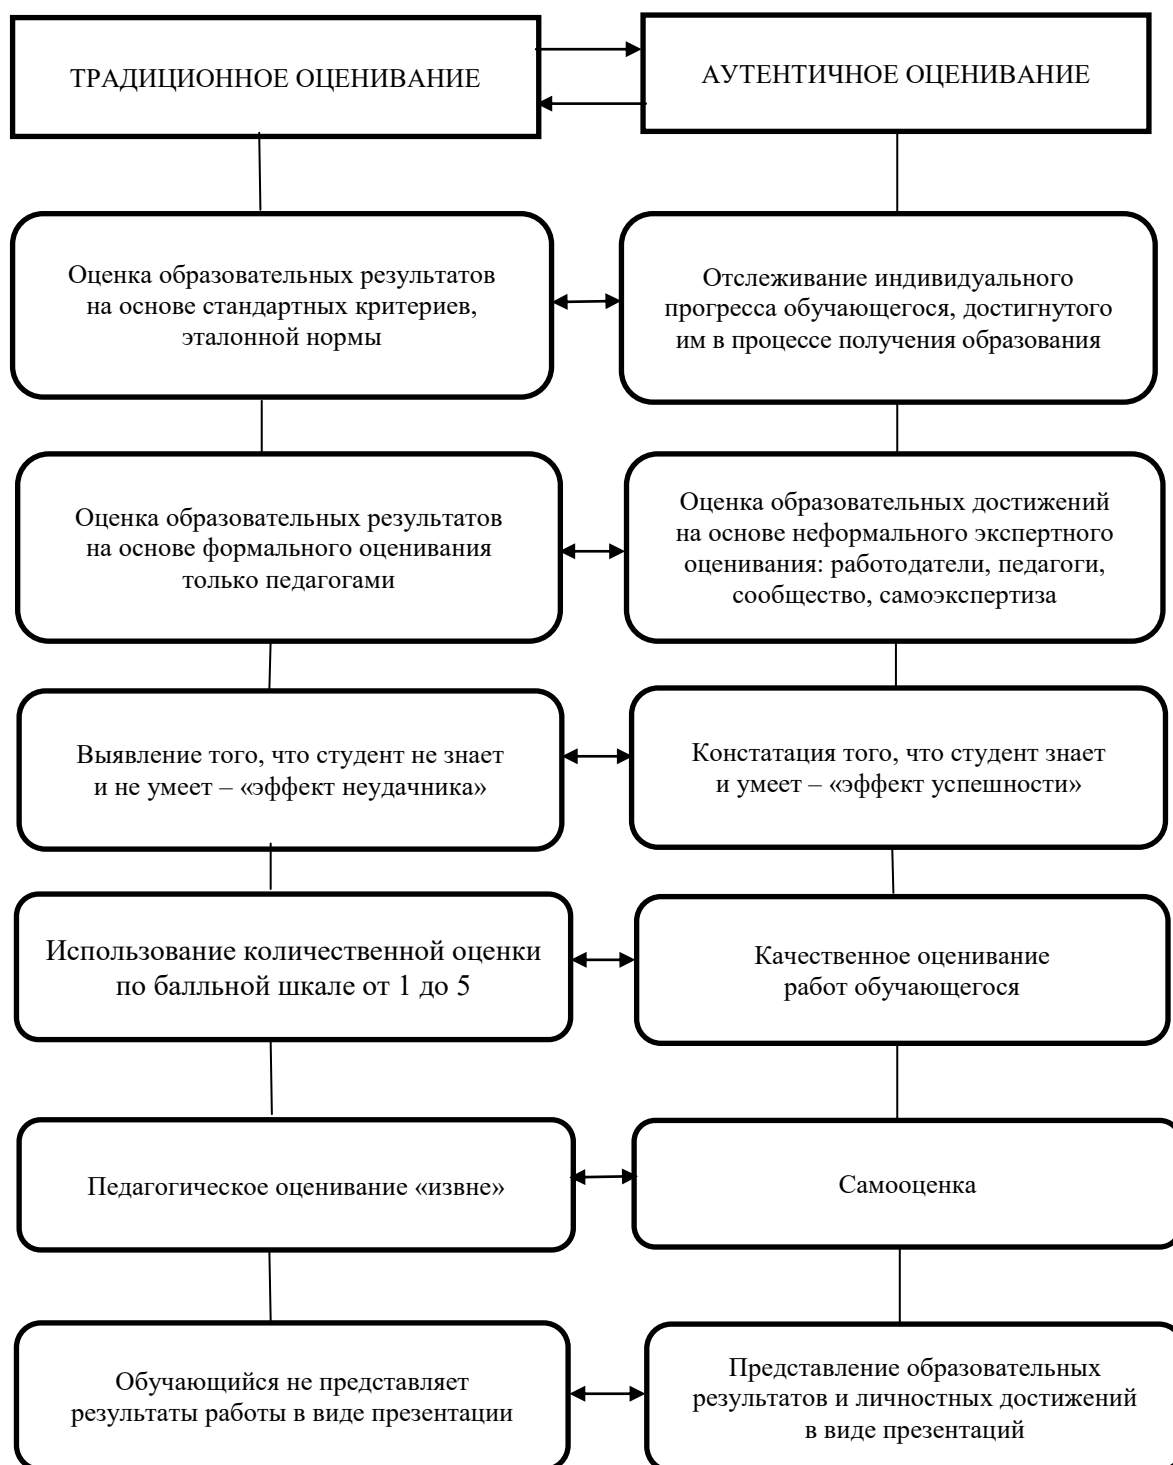 ТРАДИЦИОННОЕ ОЦЕНИВАНИЕ
АУТЕНТИЧНОЕ ОЦЕНИВАНИЕ
Оценка образовательных результатов
на основе стандартных критериев,
эталонной нормы
Отслеживание индивидуального
прогресса обучающегося, достигнутого
им в процессе получения образования
Оценка образовательных результатов
на основе формального оценивания
только педагогами
Оценка образовательных достижений
на основе неформального экспертного
оценивания: работодатели, педагоги,
сообщество, самоэкспертиза
Выявление того, что студент не знает
и не умеет – «эффект неудачника»
Констатация того, что студент знает
и умеет – «эффект успешности»
Использование количественной оценки
по балльной шкале от 1 до 5
Качественное оценивание
работ обучающегося
Педагогическое оценивание «извне»
Самооценка
Обучающийся не представляет
результаты работы в виде презентации
Представление образовательных
результатов и личностных достижений
в виде презентаций